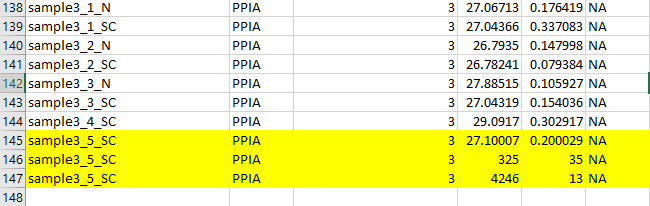 138 sample3_1_N PPIA 3 27.06713 0.176419 NA
139 sample3_1_SC PPIA 3 27.04366 0.337083 NA
140 sample3_2_N PPIA 3 26.7935 0.147998 NA
141 sample3_2_SC PPIA 3 26.78241 0.079384 NA
142 sample3_3_N PPIA 3 27.88515 0.105927 NA
143 sample3_3_SC PPIA 3 27.04319 0.154036 NA
144 sample3_4_SC PPIA 3 29.0917 0.302917 NA
145 sample3_5_SC PPIA 3 27.10007 0.200029 NA
146 sample3_5_SC PPIA 3 325 35 NA
147 sample3_5_SC PPIA 3 4246 13 NA
148